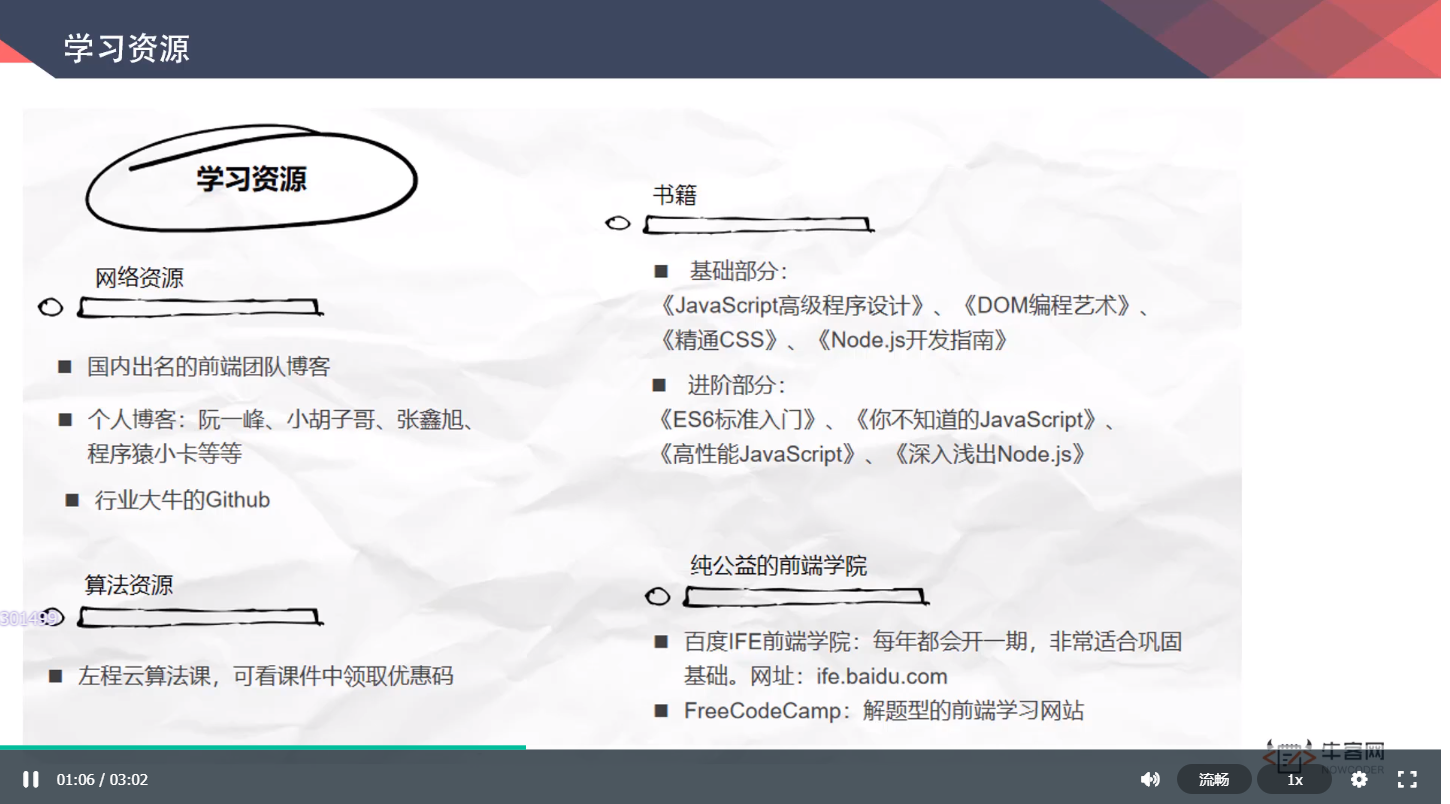 学习资源
学习资源
网络资源
■ 国内出名的前端团队博客
■ 个人博客：阮一峰、小胡子哥、张鑫旭、
程序猿小卡等等
■ 行业大牛的Github
算法资源
301499
■ 左程云算法课，可看课件中领取优惠码
书籍
■ 基础部分：
《JavaScript高级程序设计》、《DOM编程艺术》、
《精通CSS》、《Node.js开发指南》
■ 进阶部分：
《ES6标准入门》、《你不知道的JavaScript》、
《高性能JavaScript》、《深入浅出Node.js》
纯公益的前端学院
■ 百度IFE前端学院：每年都会开一期，非常适合巩固
基础。网址：ife.baidu.com
■ FreeCodeCamp：解题型的前端学习网站
牛客网
NOWCODER
01:06 / 03:02
流畅
1x